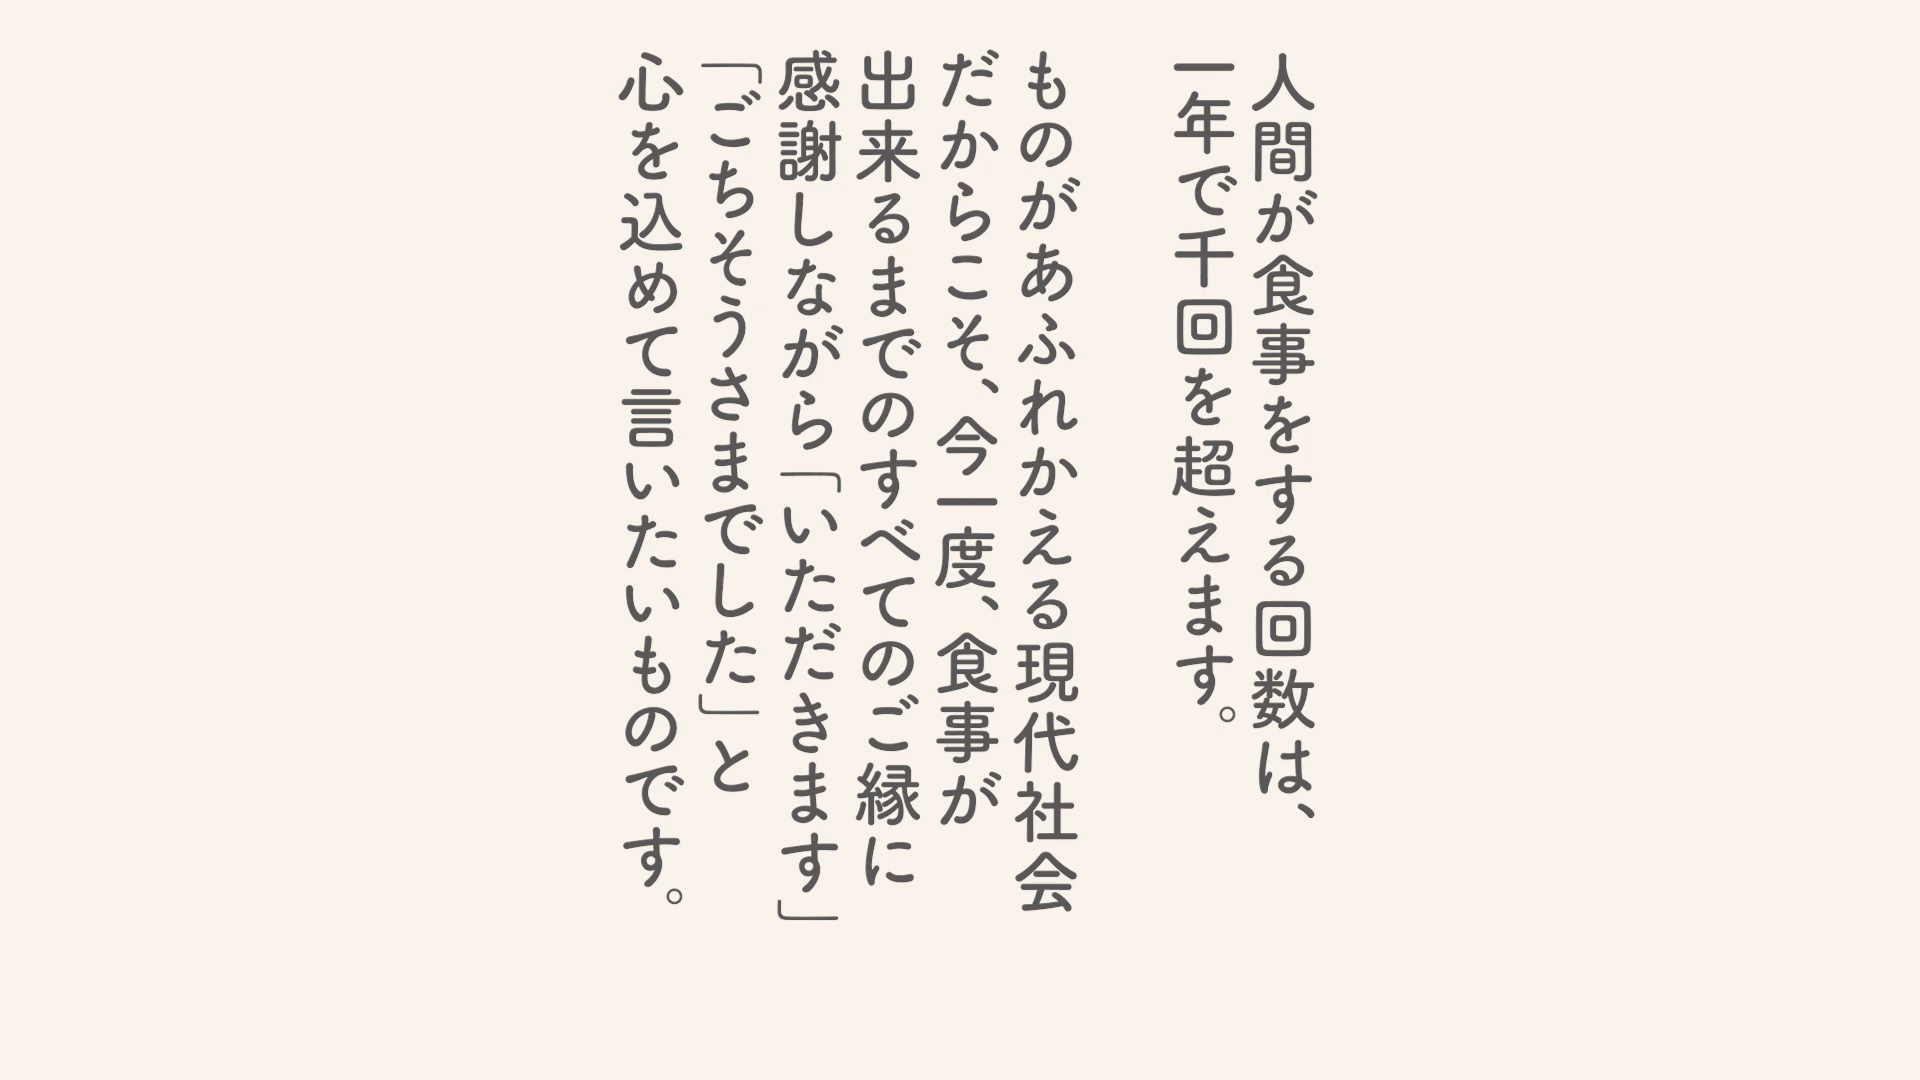 人間が食事をする回数は、
一年で千回を超えます。
ものがあふれかえる現代社会
だからこそ、今一度、食事が
出来るまでのすべてのご縁に
感謝しながら「いただきます」
「ごちそうさまでした」と
心を込めて言いたいものです。